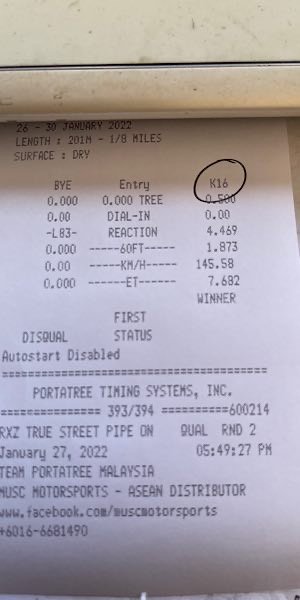 26 - 30 JANUARY 2022
LENGTH : 201M - 1/8 MILES
SURFACE : DRY
BYE Entry K16
0.000 0.000 TREE 0.500
0.00 DIAL-IN 0.00
-L83- REACTION 4.469
0.000 -----60FT----- 1.873
0.00 -----KM/H----- 145.58
0.000 ------ET------ 7.682
WINNER
FIRST
DISQUAL STATUS
Autostart Disabled
========================================
PORTATREE TIMING SYSTEMS, INC.
=============== 393/394 ==========600214
RXZ TRUE STREET PIPE ON QUAL RND 2
January 27, 2022 05:49:27 PM
TEAM PORTATREE MALAYSIA
MUSC MOTORSPORTS - ASEAN DISTRIBUTOR
www.facebook.com/muscmotorsports
+6016-6681490